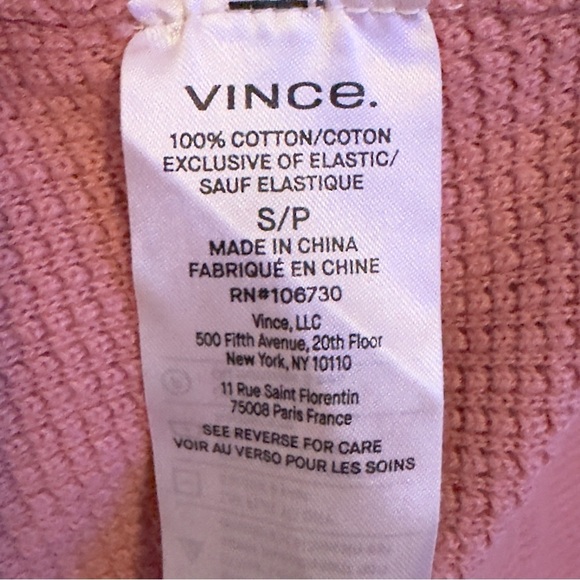 VINCE.
100% COTTON/COTON
EXCLUSIVE OF ELASTIC/
SAUF ELASTIQUE
S/P
MADE IN CHINA
FABRIQUÉ EN CHINE
RN#106730
Vince, LLC
500 Fifth Avenue, 20th Floor
New York, NY 10110
11 Rue Saint Florentin
75008 Paris France
SEE REVERSE FOR CARE
VOIR AU VERSO POUR LES SOINS